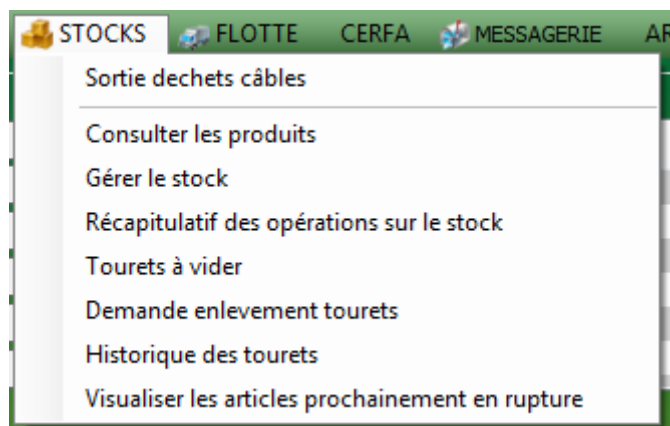 STOCKS FLOTTE CERFA MESSAGERIE AR
Sortie dechets câbles
Consulter les produits
Gérer le stock
Récapitulatif des opérations sur le stock
Tourets à vider
Demande enlevement tourets
Historique des tourets
Visualiser les articles prochainement en rupture